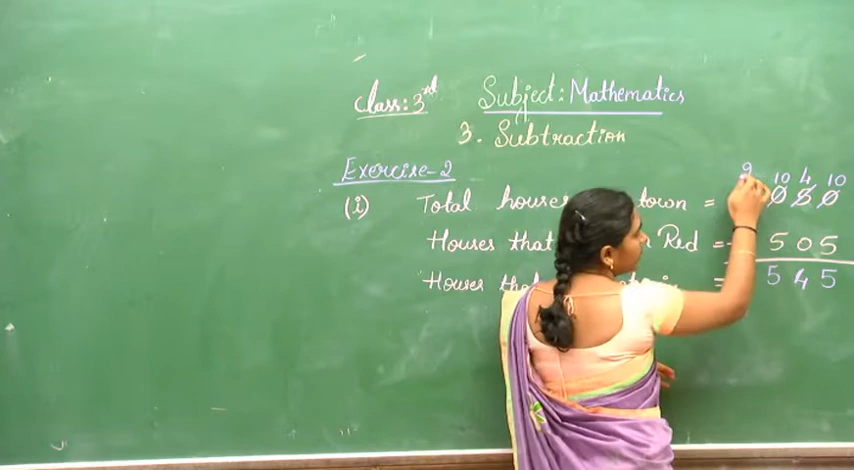 Class: 3rd Subject: Mathematics
3. Subtraction
Exercise-2
9 10 4 10
(i) Total houses town = 0 5 0
Houses that Red = 5 0 5
Houses = 5 4 5